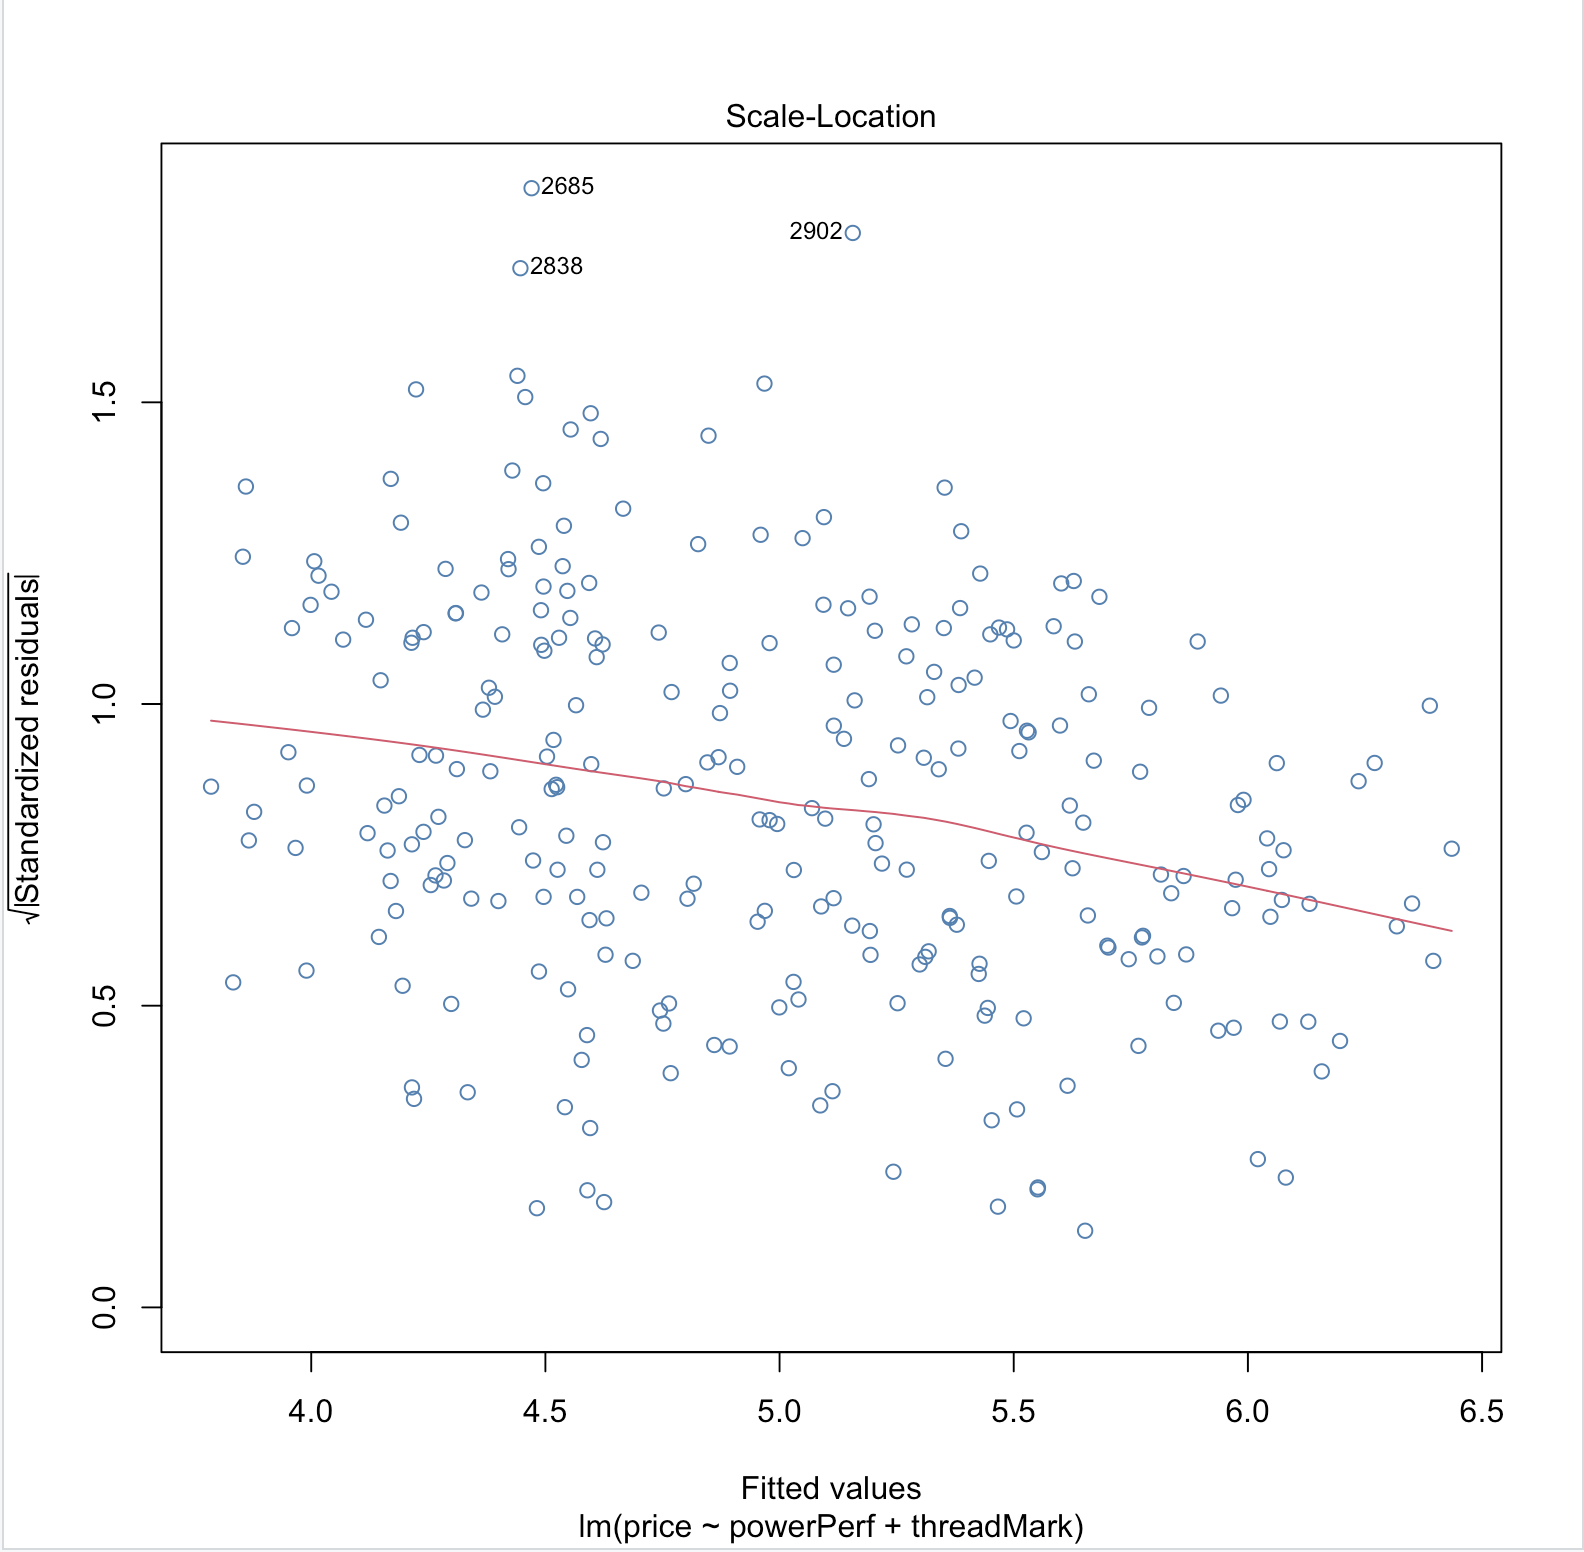 Scale-Location
2685
2902
2838
√|Standardized residuals|
1.5
1.0
0.5
0.0
4.0 4.5 5.0 5.5 6.0 6.5
Fitted values
lm(price ~ powerPerf + threadMark)